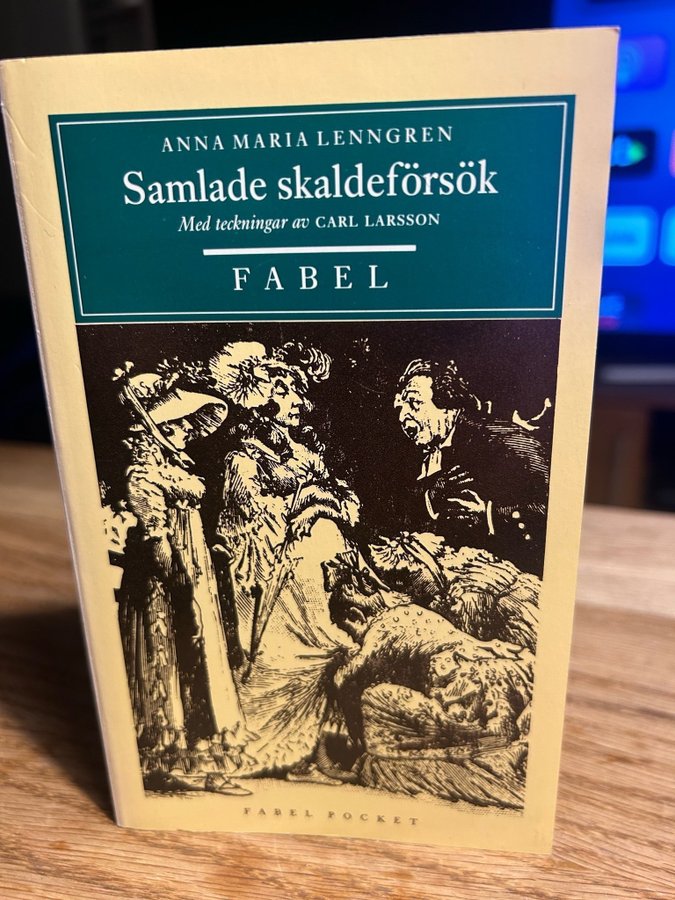 ANNA MARIA LENNGREN
Samlade skaldeförsök
Med teckningar av CARL LARSSON
FABEL
FABEL POCKET